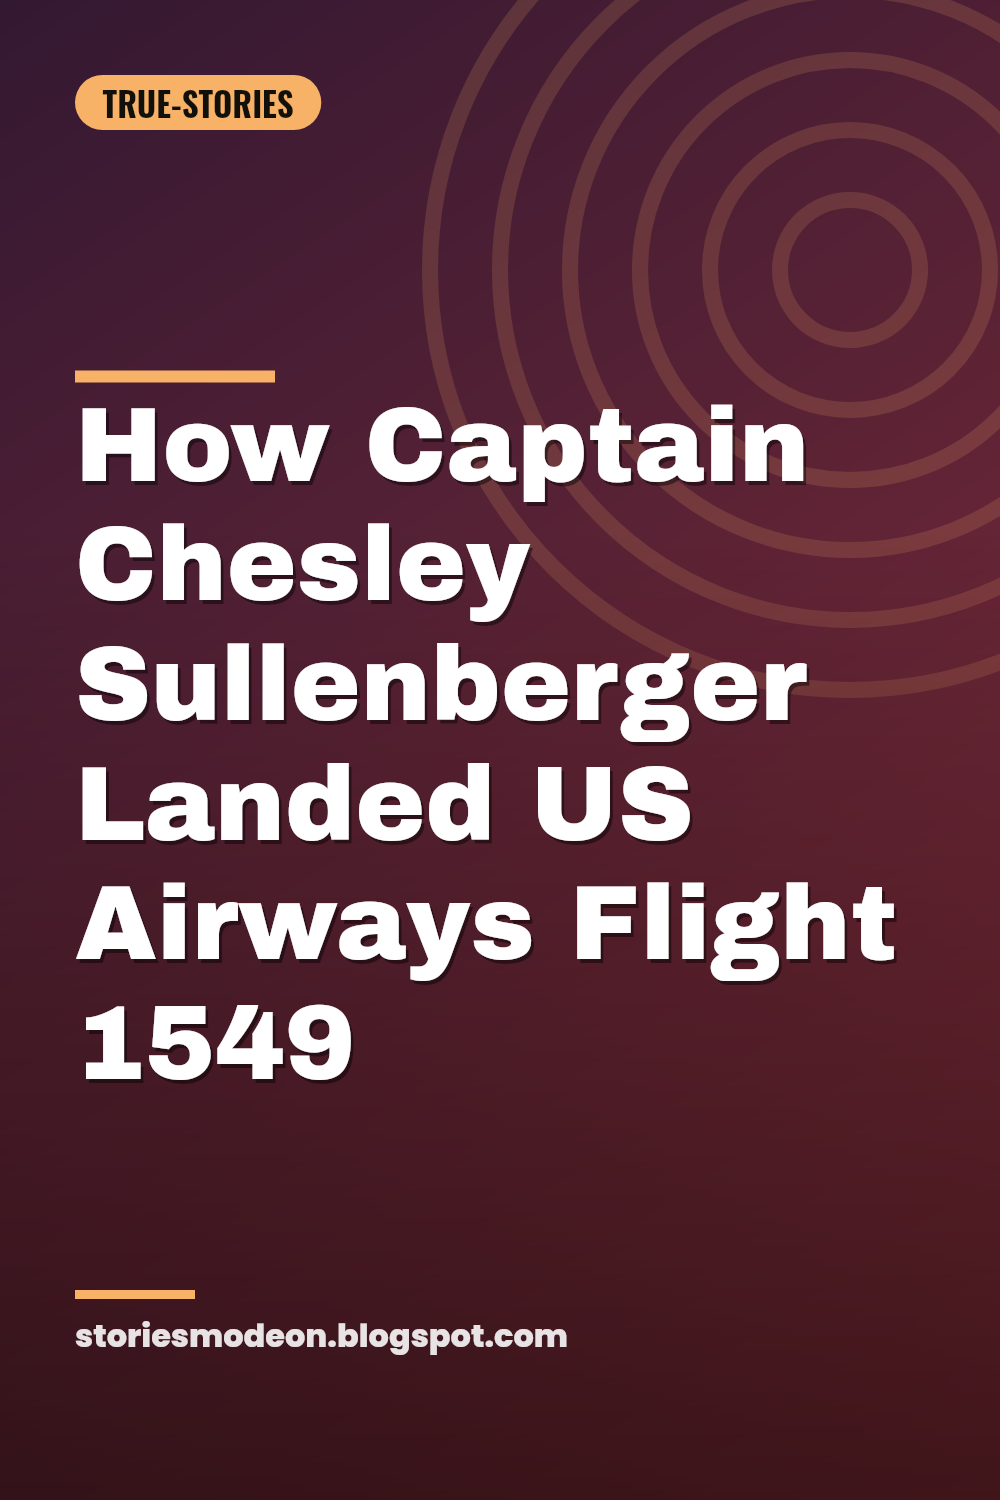 TRUE-STORIES
How Captain
Chesley
Sullenberger
Landed US
Airways Flight
1549
storiesmodeon.blogspot.com